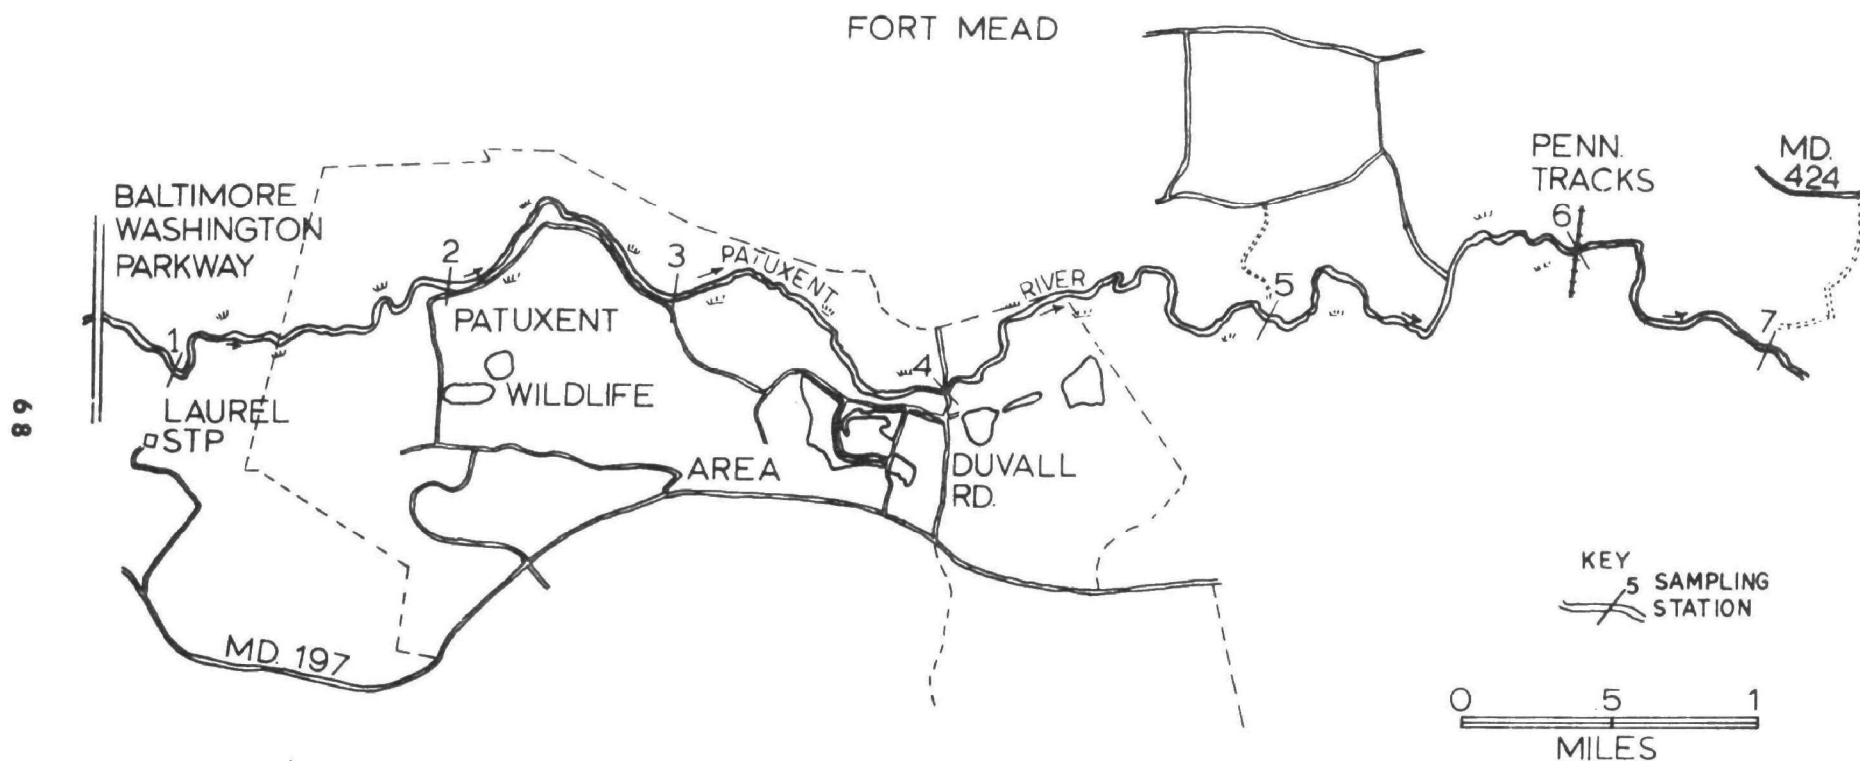 FORT MEAD
BALTIMORE
WASHINGTON
PARKWAY
PENN.
TRACKS
MD.
424
1
2
3
4
5
6
7
PATUXENT
RIVER
PATUXENT
WILDLIFE
AREA
LAUREL
STP
DUVALL
RD.
MD. 197
KEY
5 SAMPLING
STATION
0 .5 1
MILES
68